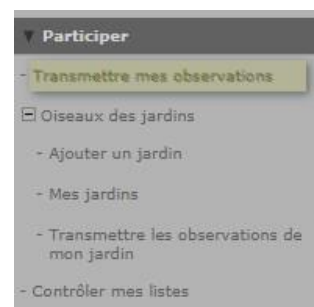 Participer
- Transmettre mes observations
Oiseaux des jardins
- Ajouter un jardin
- Mes jardins
- Transmettre les observations de
mon jardin
- Contrôler mes listes